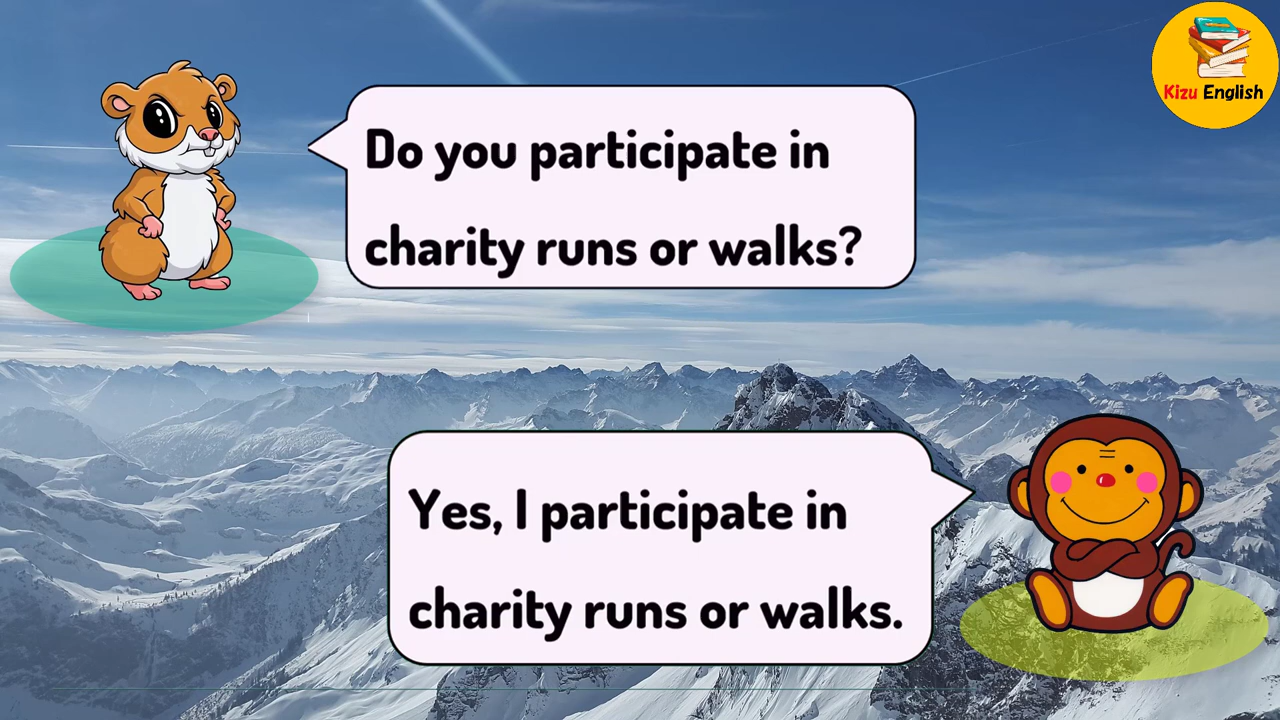 Kizu English
Do you participate in
charity runs or walks?
Yes, I participate in
charity runs or walks.